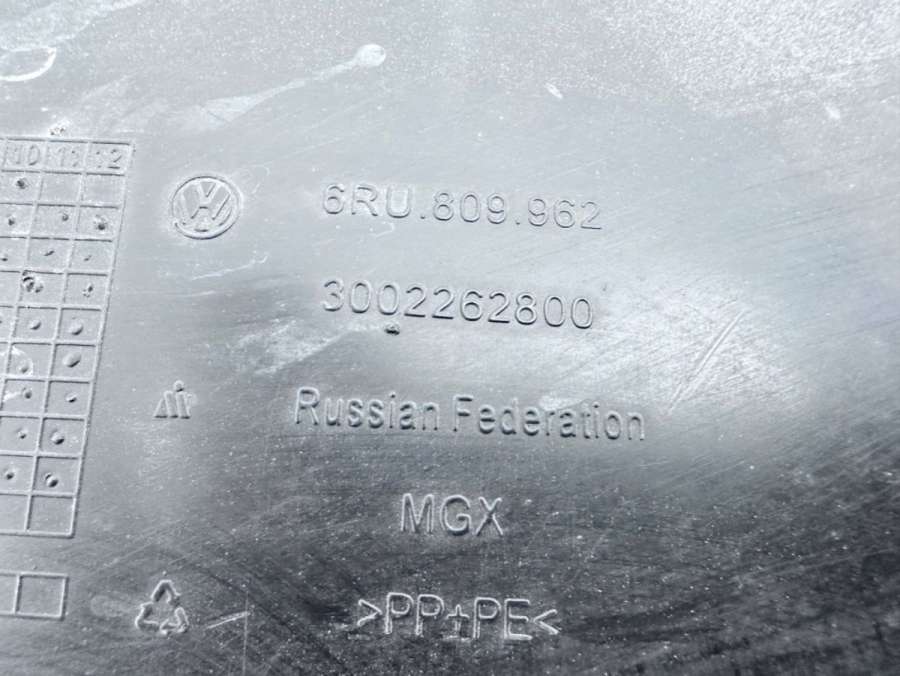 10 11 12
6RU.809.962
3002262800
Russian Federation
MGX
>PP+PE<